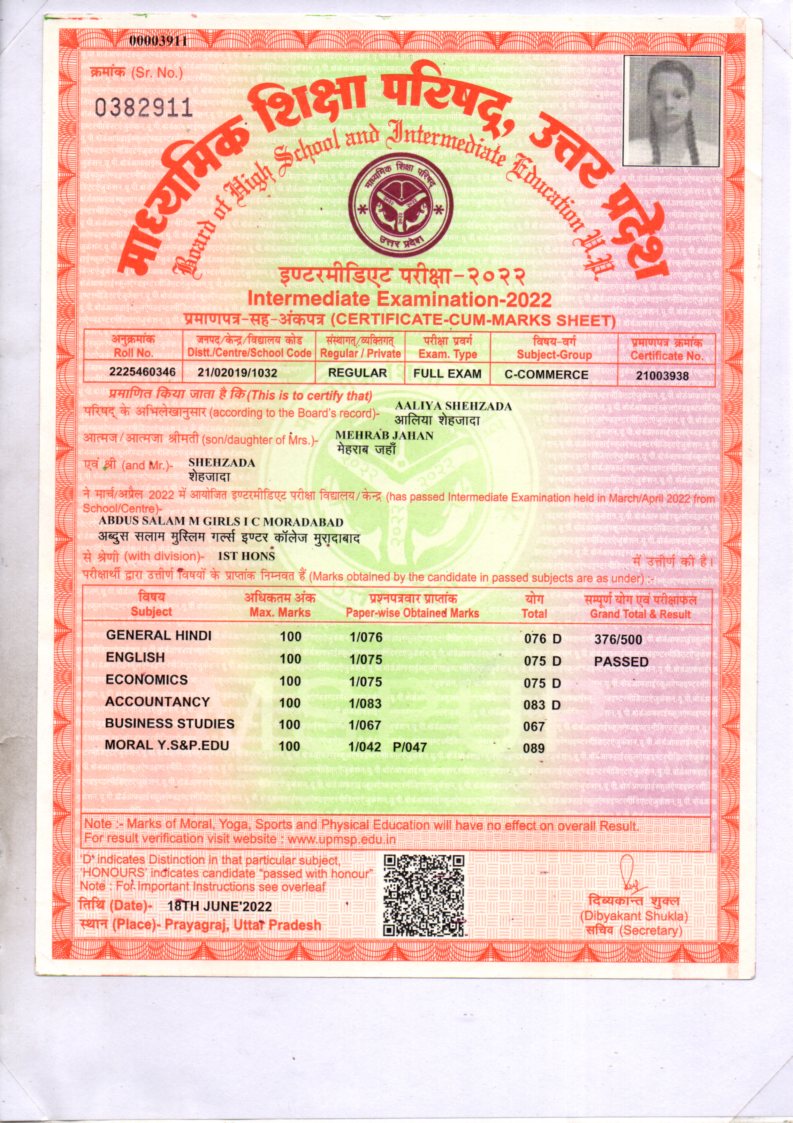 00003911
क्रमांक (Sr. No.)
0382911
माध्यमिक शिक्षा परिषद्, उत्तर प्रदेश
Board of High School and Intermediate Education U.P.
माध्यमिक शिक्षा परिषद
उत्तर प्रदेश
इण्टरमीडिएट परीक्षा-२०२२
Intermediate Examination-2022
प्रमाणपत्र-सह-अंकपत्र (CERTIFICATE-CUM-MARKS SHEET)
अनुक्रमांक जनपद/केन्द्र/विद्यालय कोड संस्थागत/व्यक्तिगत परीक्षा प्रवर्ग विषय-वर्ग प्रमाणपत्र क्रमांक
Roll No. Distt./Centre/School Code Regular / Private Exam. Type Subject-Group Certificate No.
2225460346 21/02019/1032 REGULAR FULL EXAM C-COMMERCE 21003938
प्रमाणित किया जाता है कि (This is to certify that)
परिषद् के अभिलेखानुसार (according to the Board's record)- AALIYA SHEHZADA
आलिया शेहजादा
आत्मज/आत्मजा श्रीमती (son/daughter of Mrs.)- MEHRAB JAHAN
मेहराब जहाँ
एवं श्री (and Mr.)- SHEHZADA
शेहजादा
ने मार्च/अप्रैल 2022 में आयोजित इण्टरमीडिएट परीक्षा विद्यालय/केन्द्र (has passed Intermediate Examination held in March/April 2022 from
School/Centre)-
ABDUS SALAM M GIRLS I C MORADABAD
अब्दुस सलाम मुस्लिम गर्ल्स इण्टर कॉलेज मुरादाबाद
से श्रेणी (with division)- 1ST HONS में उत्तीर्ण की है।
परीक्षार्थी द्वारा उत्तीर्ण विषयों के प्राप्तांक निम्नवत हैं (Marks obtained by the candidate in passed subjects are as under) :-
विषय अधिकतम अंक प्रश्नपत्रवार प्राप्तांक योग सम्पूर्ण योग एवं परीक्षाफल
Subject Max. Marks Paper-wise Obtained Marks Total Grand Total & Result
GENERAL HINDI 100 1/076 076 D 376/500
ENGLISH 100 1/075 075 D PASSED
ECONOMICS 100 1/075 075 D
ACCOUNTANCY 100 1/083 083 D
BUSINESS STUDIES 100 1/067 067
MORAL Y.S&P.EDU 100 1/042 P/047 089
Note :- Marks of Moral, Yoga, Sports and Physical Education will have no effect on overall Result.
For result verification visit website : www.upmsp.edu.in
'D' indicates Distinction in that particular subject,
'HONOURS' indicates candidate "passed with honour"
Note : For Important Instructions see overleaf
तिथि (Date)- 18TH JUNE'2022
स्थान (Place)- Prayagraj, Uttar Pradesh
दिव्यकान्त शुक्ल
(Dibyakant Shukla)
सचिव (Secretary)